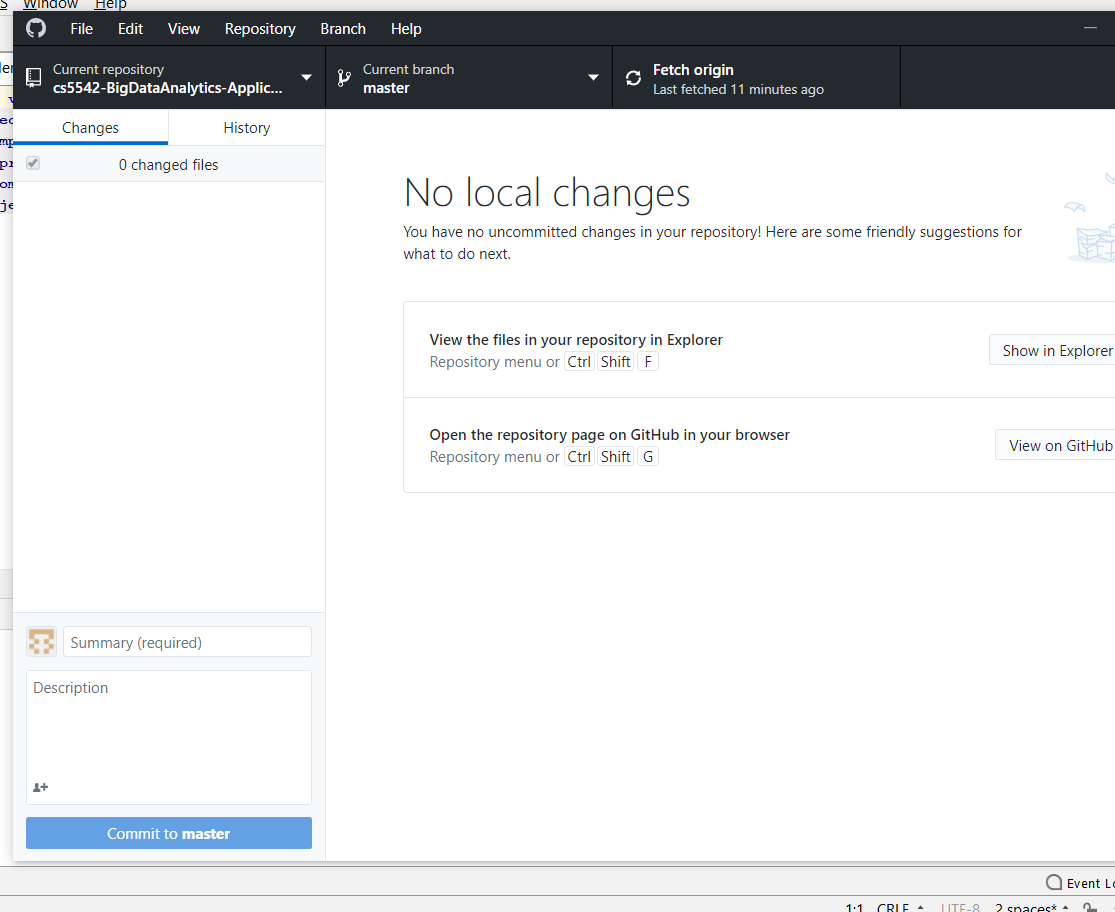 Window Help
File Edit View Repository Branch Help
Current repository
cs5542-BigDataAnalytics-Applic...
Current branch
master
Fetch origin
Last fetched 11 minutes ago
Changes
History
0 changed files
No local changes
You have no uncommitted changes in your repository! Here are some friendly suggestions for
what to do next.
View the files in your repository in Explorer
Repository menu or Ctrl Shift F
Show in Explorer
Open the repository page on GitHub in your browser
Repository menu or Ctrl Shift G
View on GitHub
Summary (required)
Description
Commit to master
Event Lo
1:1 CRLF UTF-8 2 spaces*